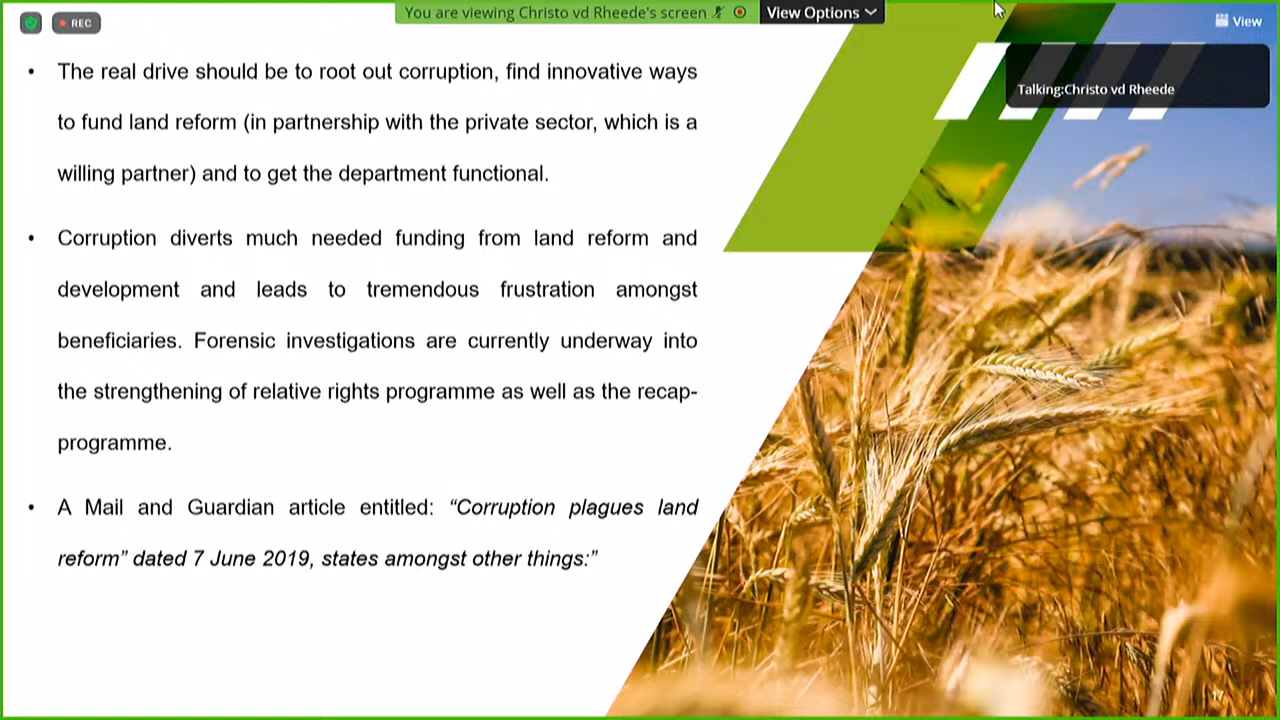 You are viewing Christo vd Rheede's screen
View Options
REC
View
Talking:Christo vd Rheede
• The real drive should be to root out corruption, find innovative ways
to fund land reform (in partnership with the private sector, which is a
willing partner) and to get the department functional.
• Corruption diverts much needed funding from land reform and
development and leads to tremendous frustration amongst
beneficiaries. Forensic investigations are currently underway into
the strengthening of relative rights programme as well as the recap-
programme.
• A Mail and Guardian article entitled: “Corruption plagues land
reform” dated 7 June 2019, states amongst other things:”
17